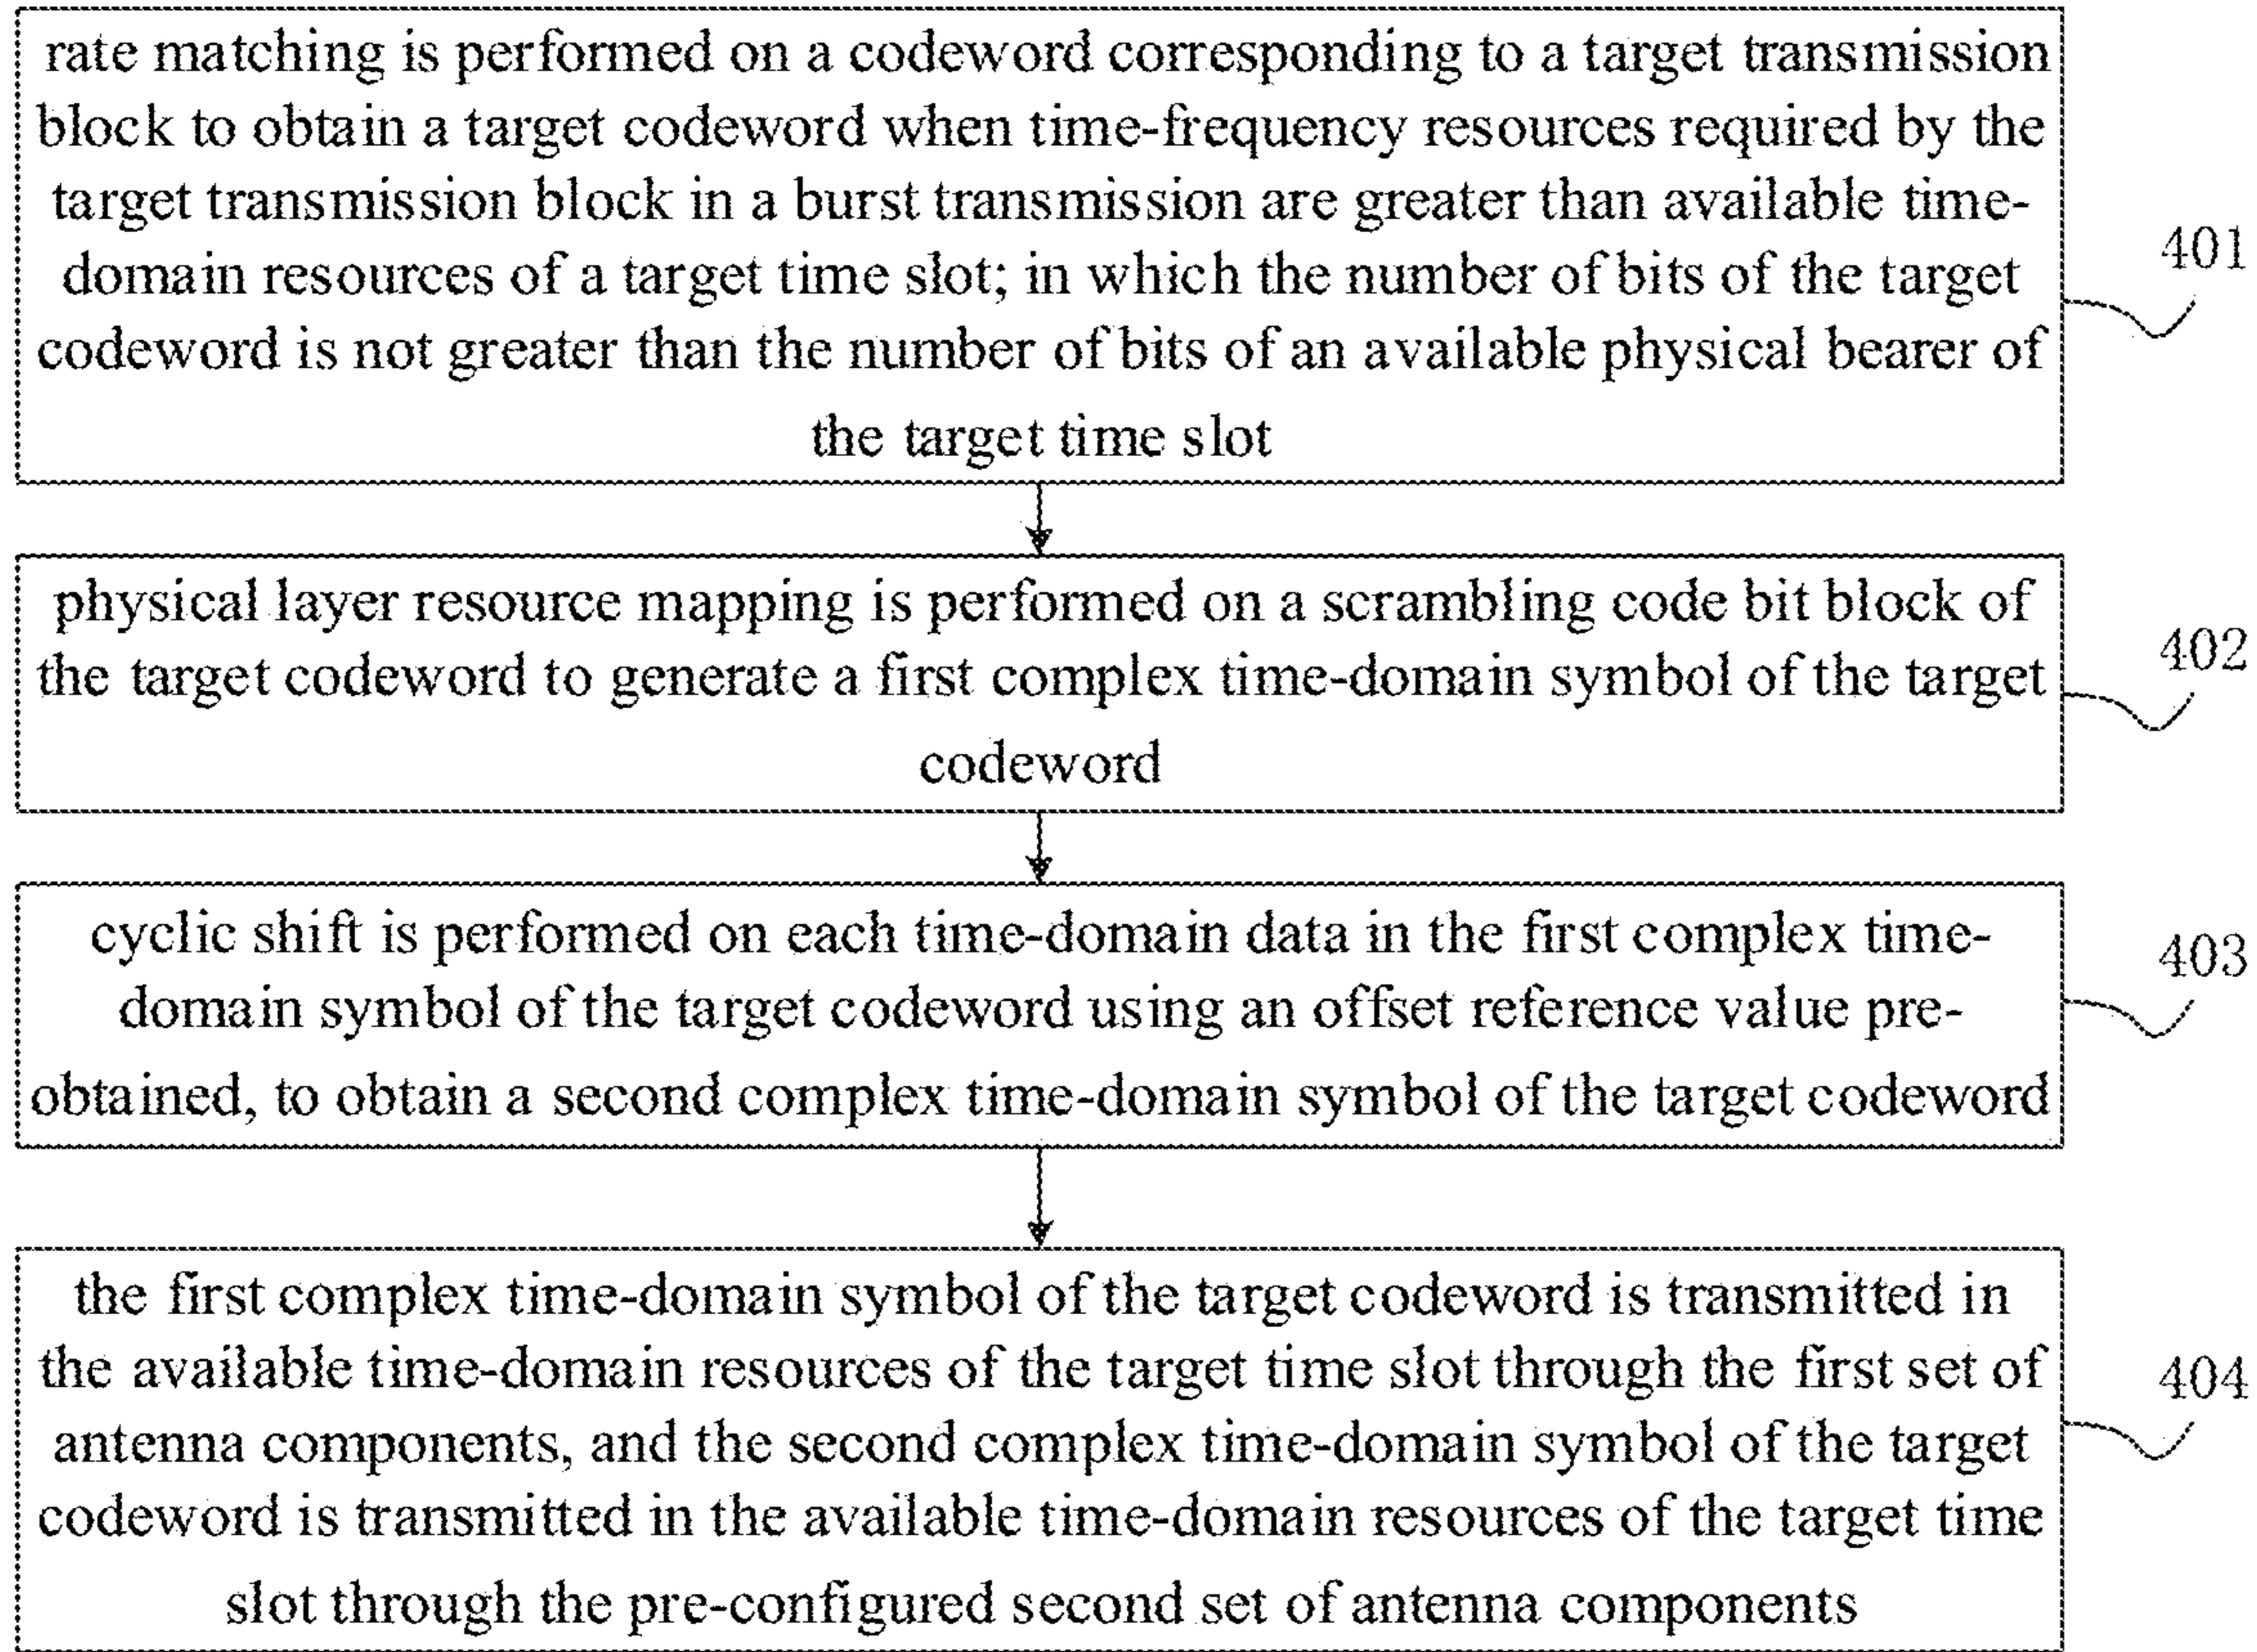 rate matching is performed on a codeword corresponding to a target transmission
block to obtain a target codeword when time-frequency resources required by the
target transmission block in a burst transmission are greater than available time-
domain resources of a target time slot; in which the number of bits of the target
codeword is not greater than the number of bits of an available physical bearer of
the target time slot
401
physical layer resource mapping is performed on a scrambling code bit block of
the target codeword to generate a first complex time-domain symbol of the target
codeword
402
cyclic shift is performed on each time-domain data in the first complex time-
domain symbol of the target codeword using an offset reference value pre-
obtained, to obtain a second complex time-domain symbol of the target codeword
403
the first complex time-domain symbol of the target codeword is transmitted in
the available time-domain resources of the target time slot through the first set of
antenna components, and the second complex time-domain symbol of the target
codeword is transmitted in the available time-domain resources of the target time
slot through the pre-configured second set of antenna components
404